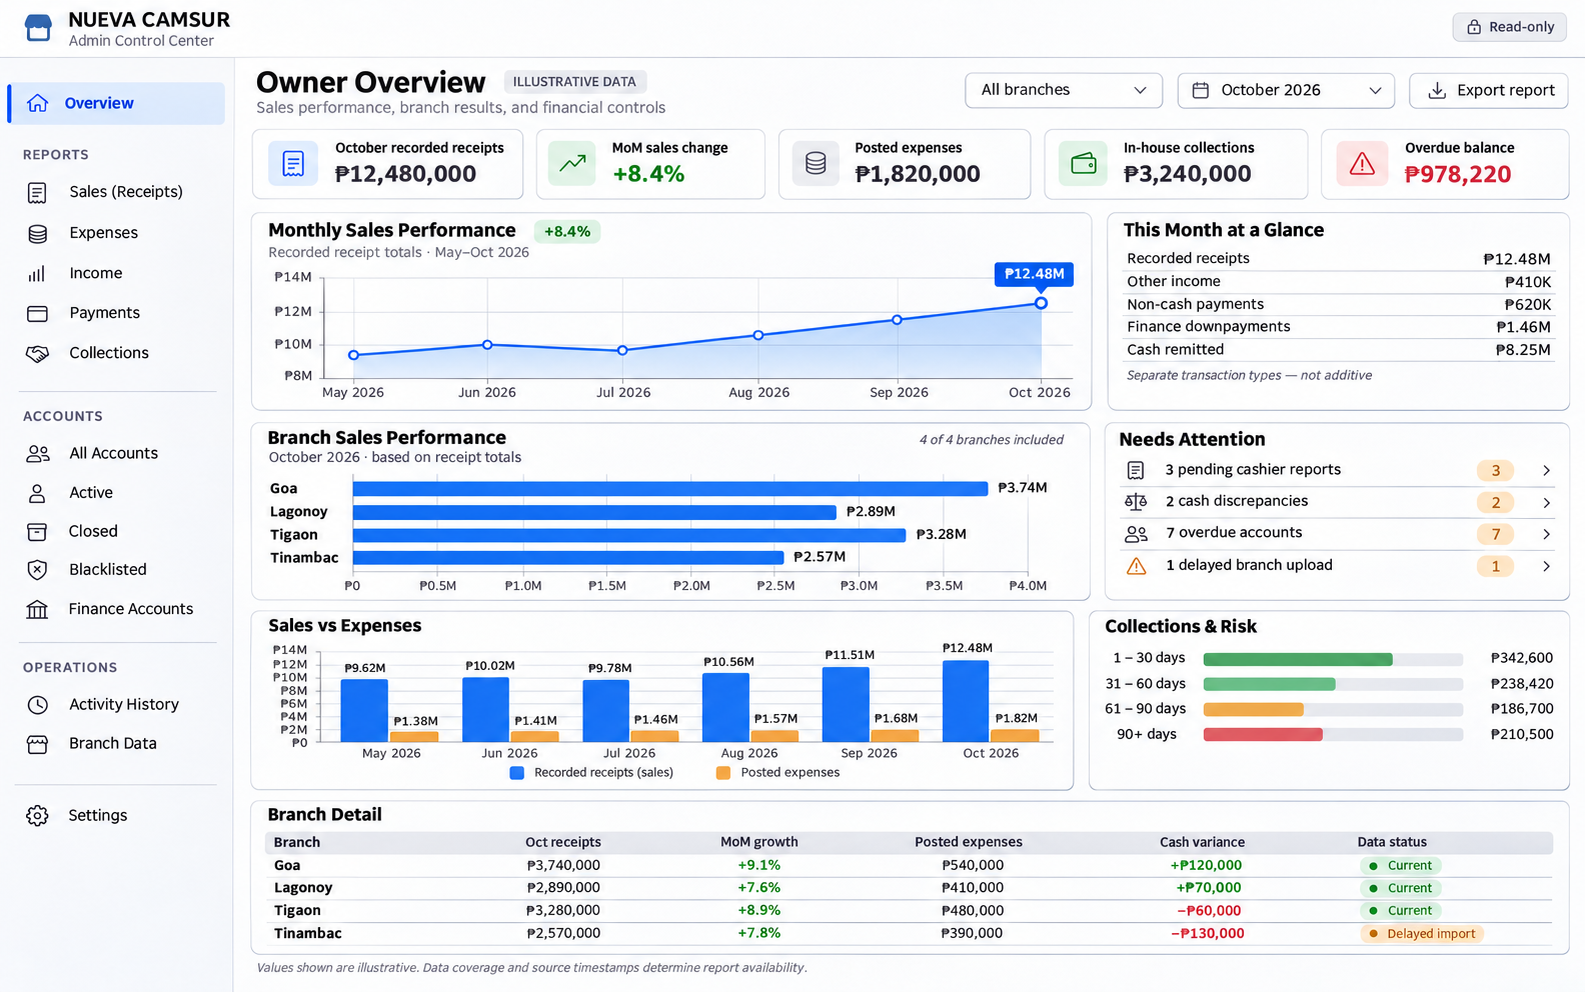 NUEVA CAMSUR
Admin Control Center
Read-only
Overview
REPORTS
Sales (Receipts)
Expenses
Income
Payments
Collections
ACCOUNTS
All Accounts
Active
Closed
Blacklisted
Finance Accounts
OPERATIONS
Activity History
Branch Data
Settings
Owner Overview ILLUSTRATIVE DATA
Sales performance, branch results, and financial controls
All branches
October 2026
Export report
October recorded receipts
₱12,480,000
MoM sales change
+8.4%
Posted expenses
₱1,820,000
In-house collections
₱3,240,000
Overdue balance
₱978,220
Monthly Sales Performance +8.4%
Recorded receipt totals · May–Oct 2026
₱14M
₱12M
₱10M
₱8M
₱12.48M
May 2026 Jun 2026 Jul 2026 Aug 2026 Sep 2026 Oct 2026
This Month at a Glance
Recorded receipts ₱12.48M
Other income ₱410K
Non-cash payments ₱620K
Finance downpayments ₱1.46M
Cash remitted ₱8.25M
Separate transaction types — not additive
Branch Sales Performance
4 of 4 branches included
October 2026 · based on receipt totals
Goa ₱3.74M
Lagonoy ₱2.89M
Tigaon ₱3.28M
Tinambac ₱2.57M
₱0 ₱0.5M ₱1.0M ₱1.5M ₱2.0M ₱2.5M ₱3.0M ₱3.5M ₱4.0M
Needs Attention
3 pending cashier reports 3
2 cash discrepancies 2
7 overdue accounts 7
1 delayed branch upload 1
Sales vs Expenses
₱14M
₱12M
₱10M
₱8M
₱6M
₱4M
₱2M
₱0
₱9.62M ₱10.02M ₱9.78M ₱10.56M ₱11.51M ₱12.48M
₱1.38M ₱1.41M ₱1.46M ₱1.57M ₱1.68M ₱1.82M
May 2026 Jun 2026 Jul 2026 Aug 2026 Sep 2026 Oct 2026
Recorded receipts (sales) Posted expenses
Collections & Risk
1 – 30 days ₱342,600
31 – 60 days ₱238,420
61 – 90 days ₱186,700
90+ days ₱210,500
Branch Detail
Branch Oct receipts MoM growth Posted expenses Cash variance Data status
Goa ₱3,740,000 +9.1% ₱540,000 +₱120,000 Current
Lagonoy ₱2,890,000 +7.6% ₱410,000 +₱70,000 Current
Tigaon ₱3,280,000 +8.9% ₱480,000 −₱60,000 Current
Tinambac ₱2,570,000 +7.8% ₱390,000 −₱130,000 Delayed import
Values shown are illustrative. Data coverage and source timestamps determine report availability.